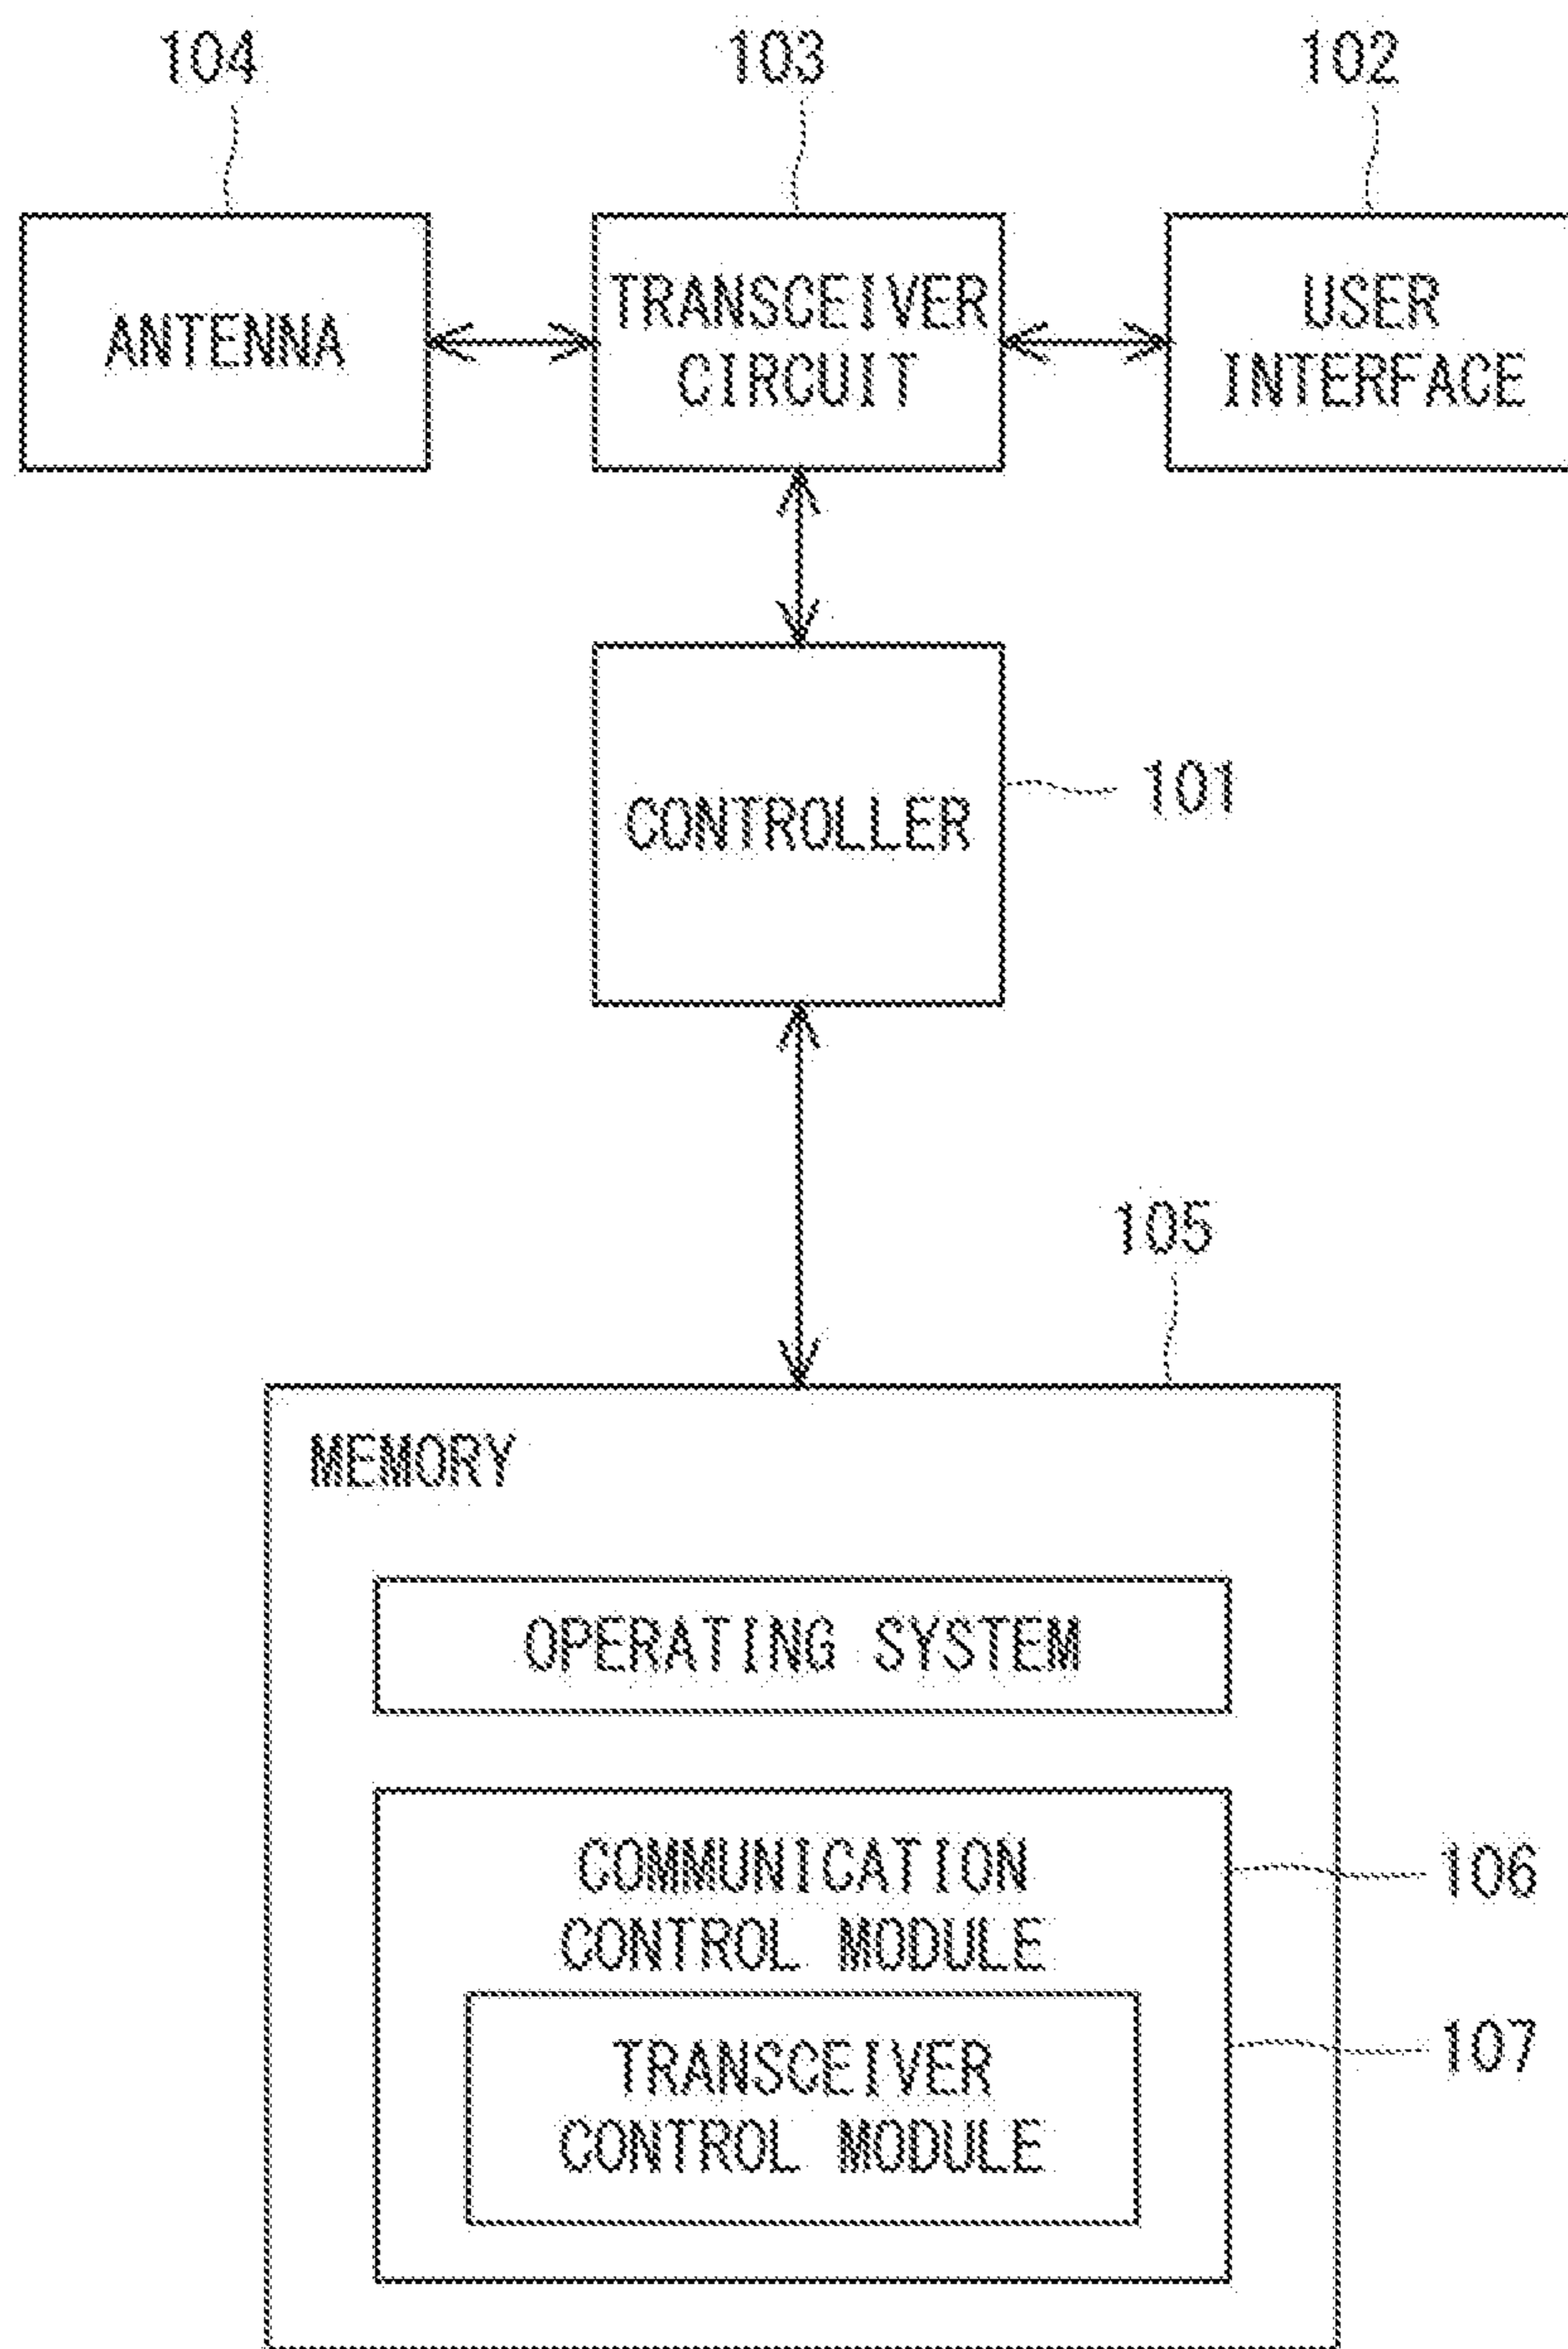 104
103
102
ANTENNA
TRANSCEIVER
CIRCUIT
USER
INTERFACE
CONTROLLER
101
105
MEMORY
OPERATING SYSTEM
COMMUNICATION
CONTROL MODULE
106
TRANSCEIVER
CONTROL MODULE
107